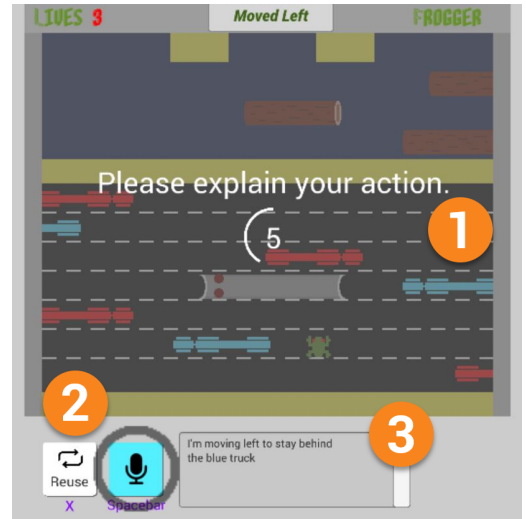 LIVES 3
Moved Left
FROGGER
Please explain your action.
5
1
2
3
I'm moving left to stay behind
the blue truck
Reuse
X
Spacebar